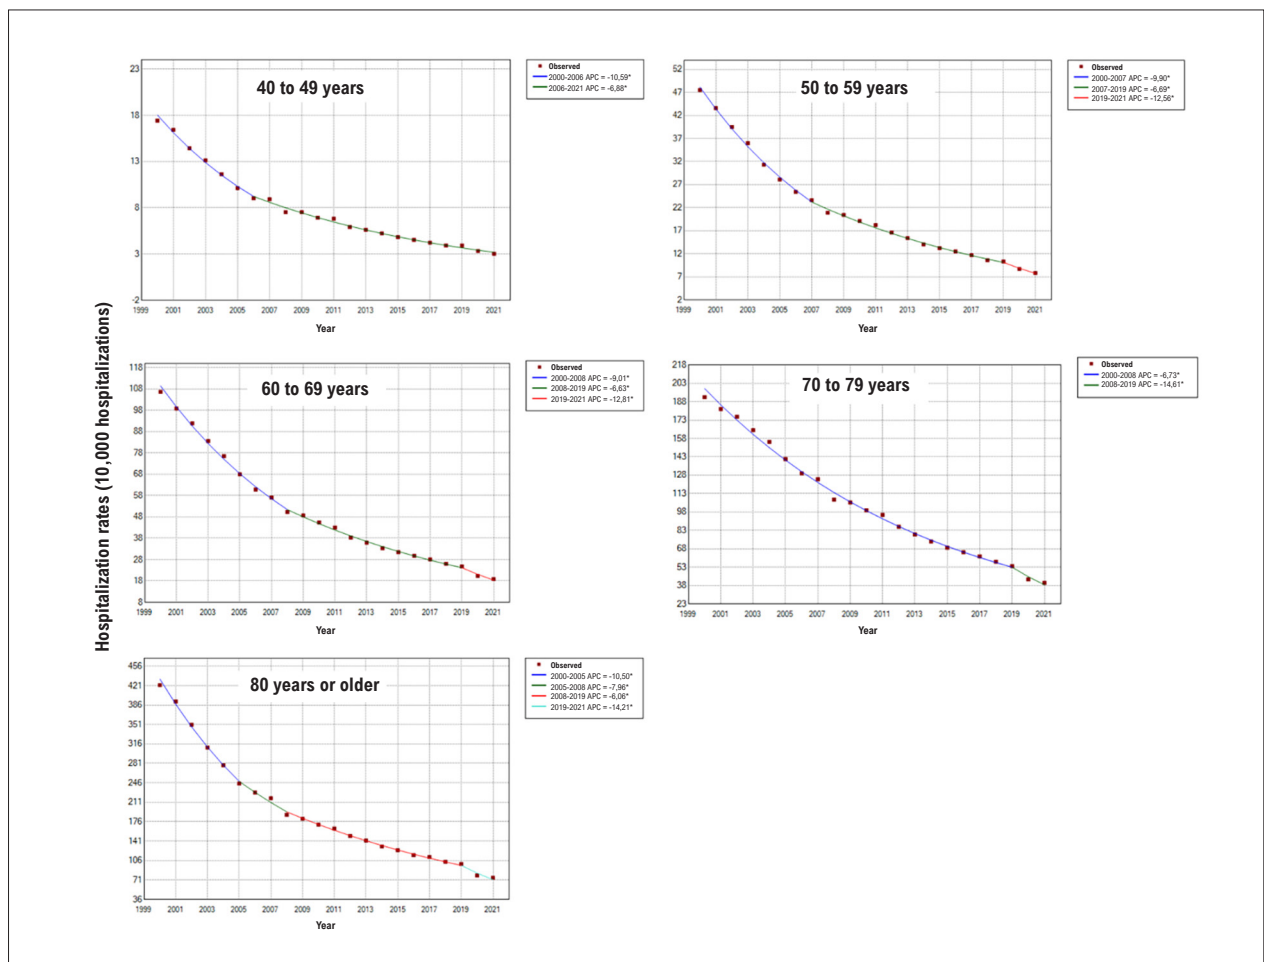 Hospitalization rates (10,000 hospitalizations)
40 to 49 years
23
18
13
8
3
-2
1999 2001 2003 2005 2007 2009 2011 2013 2015 2017 2019 2021
Year
Observed
2000-2006 APC = -10,59*
2006-2021 APC = -6,88*
50 to 59 years
52
47
42
37
32
27
22
17
12
7
2
1999 2001 2003 2005 2007 2009 2011 2013 2015 2017 2019 2021
Year
Observed
2000-2007 APC = -9,90*
2007-2019 APC = -6,69*
2019-2021 APC = -12,56*
60 to 69 years
118
108
98
88
78
68
58
48
38
28
18
8
1999 2001 2003 2005 2007 2009 2011 2013 2015 2017 2019 2021
Year
Observed
2000-2008 APC = -9,01*
2008-2019 APC = -6,63*
2019-2021 APC = -12,81*
70 to 79 years
218
203
188
173
158
143
128
113
98
83
68
53
38
23
1999 2001 2003 2005 2007 2009 2011 2013 2015 2017 2019 2021
Year
Observed
2000-2008 APC = -6,73*
2008-2019 APC = -14,61*
80 years or older
456
421
386
351
316
281
246
211
176
141
106
71
36
1999 2001 2003 2005 2007 2009 2011 2013 2015 2017 2019 2021
Year
Observed
2000-2005 APC = -10,50*
2005-2008 APC = -7,96*
2008-2019 APC = -6,06*
2019-2021 APC = -14,21*